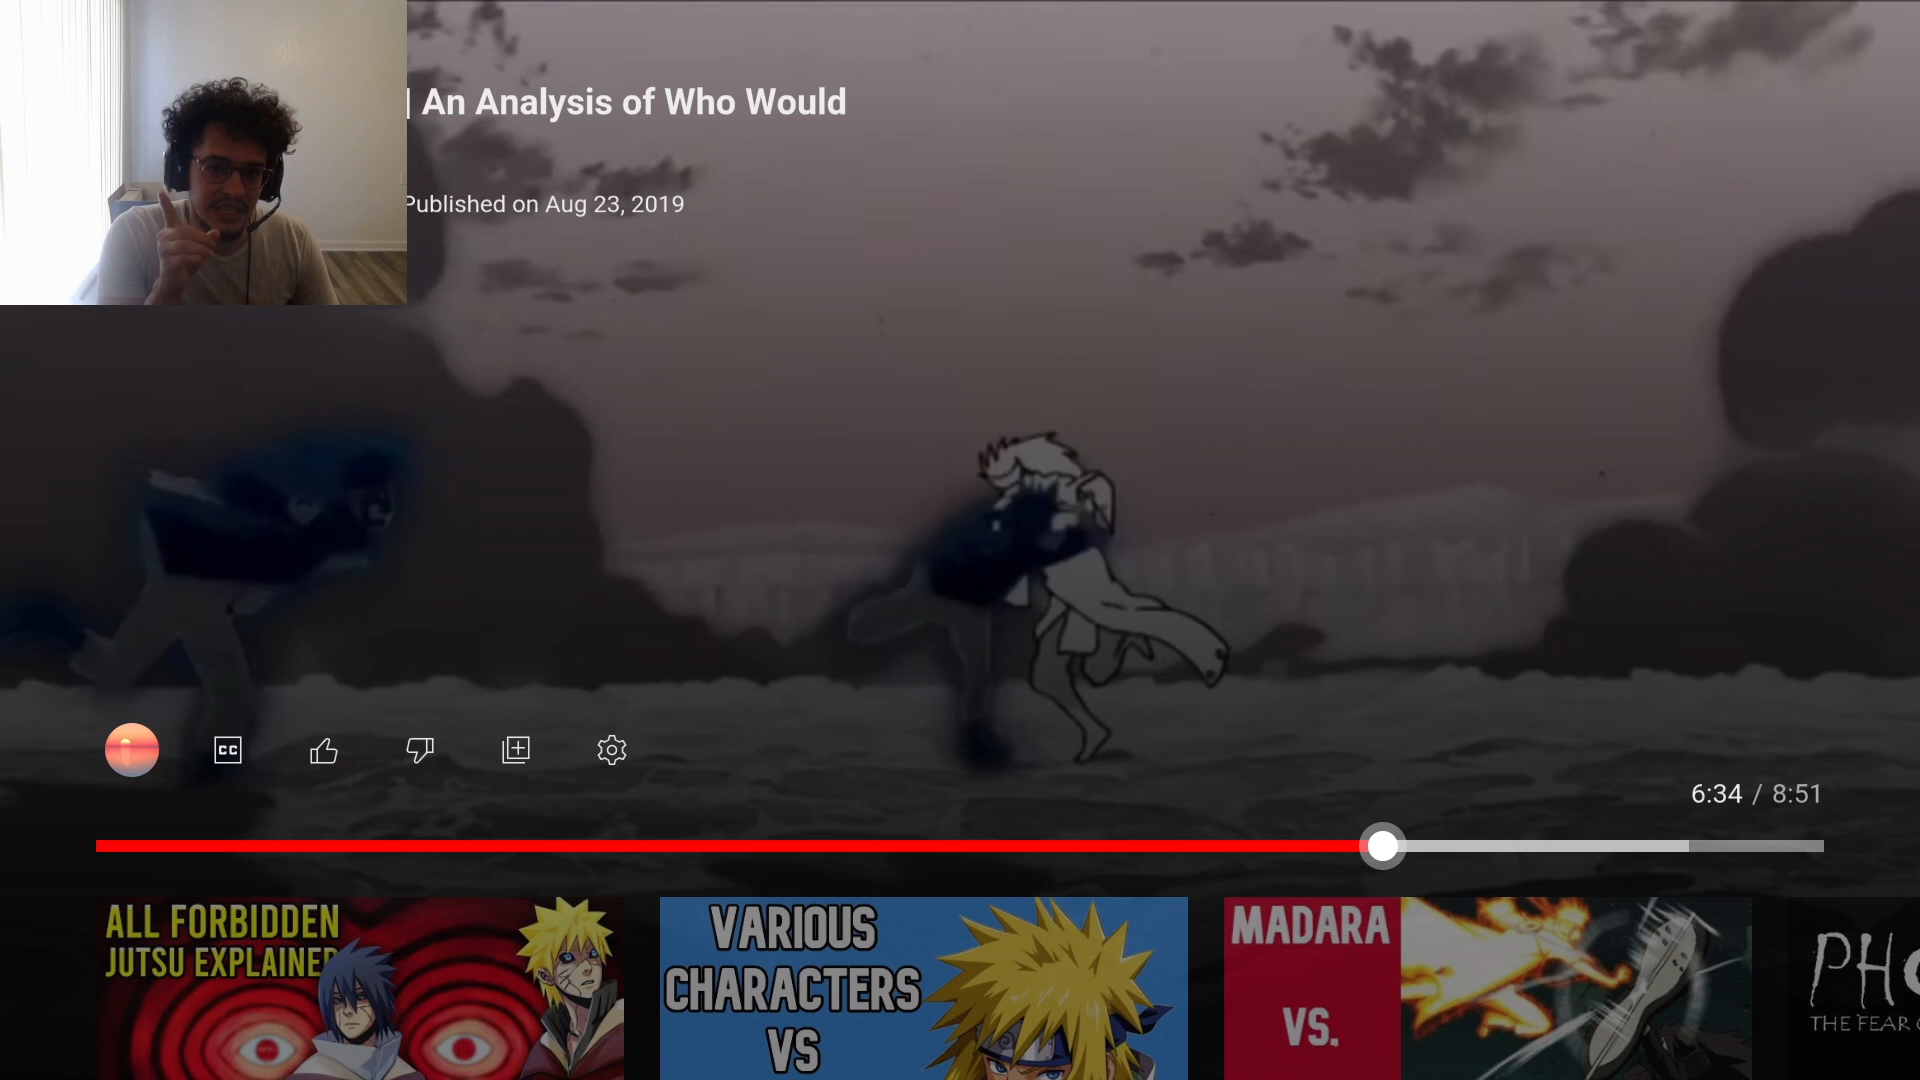 | An Analysis of Who Would
Published on Aug 23, 2019
CC
6:34 / 8:51
ALL FORBIDDEN
JUTSU EXPLAINED
VARIOUS
CHARACTERS
VS
MADARA
VS.
THE FEAR